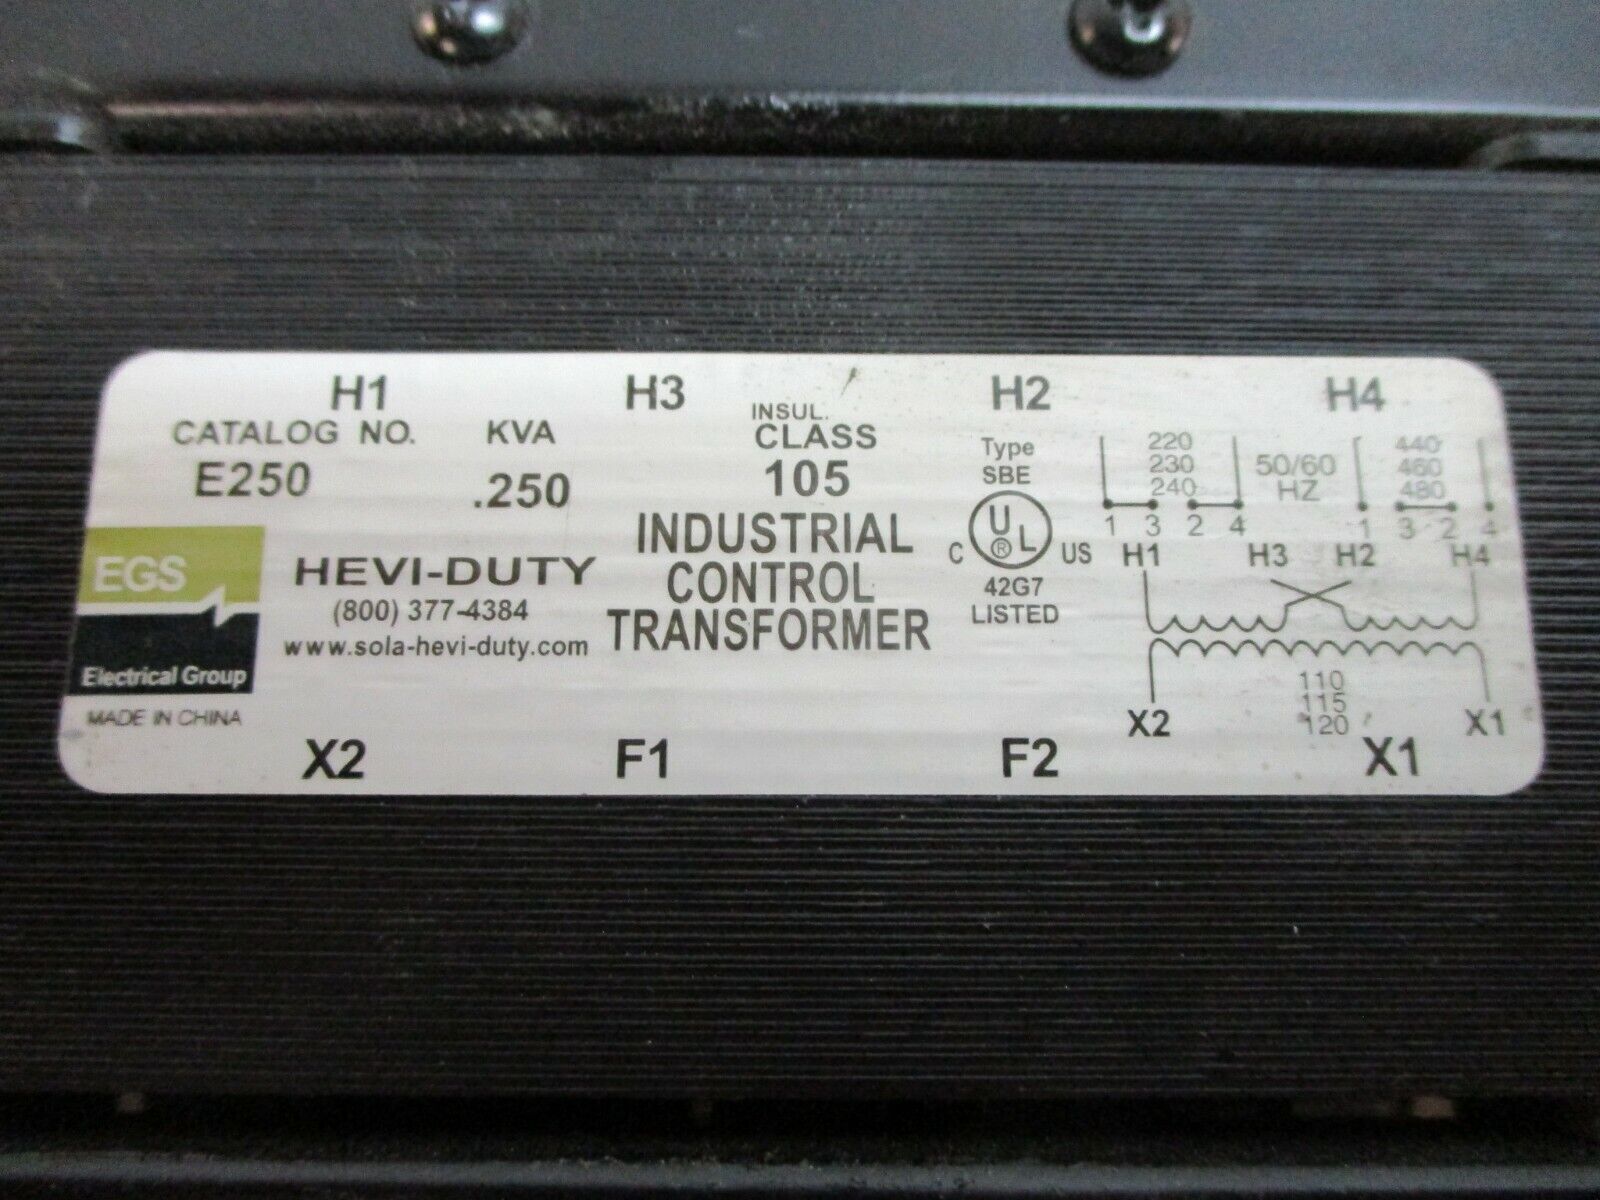 H1 H3 H2 H4
CATALOG NO. KVA INSUL. CLASS
E250 .250 105
Type
SBE
UL ®
C US
42G7
LISTED
220
230
240
50/60
HZ
440
460
480
1 3 2 4 1 3 2 4
H1 H3 H2 H4
110
115
120
X2 X1
EGS
Electrical Group
MADE IN CHINA
HEVI-DUTY
(800) 377-4384
www.sola-hevi-duty.com
INDUSTRIAL
CONTROL
TRANSFORMER
X2 F1 F2 X1